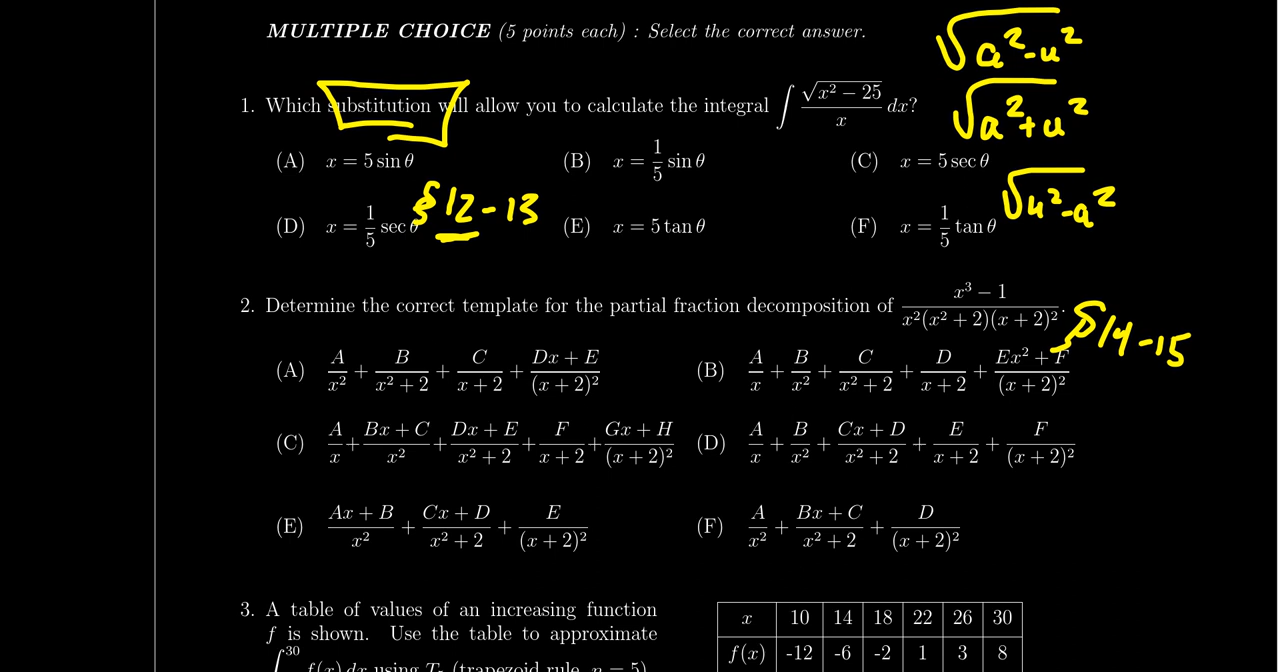 MULTIPLE CHOICE (5 points each) : Select the correct answer.
√(a²-u²)
1. Which substitution will allow you to calculate the integral ∫ √(x² − 25)/x dx?
√(a²+u²)
(A) x = 5 sin θ (B) x = 1/5 sin θ (C) x = 5 sec θ
√(u²-a²)
§12-13
(D) x = 1/5 sec θ (E) x = 5 tan θ (F) x = 1/5 tan θ
2. Determine the correct template for the partial fraction decomposition of (x³ − 1)/(x²(x² + 2)(x + 2)²).
§14-15
(A) A/x² + B/(x² + 2) + C/(x + 2) + (Dx + E)/(x + 2)² (B) A/x + B/x² + C/(x² + 2) + D/(x + 2) + (Ex² + F)/(x + 2)²
(C) A/x + (Bx + C)/x² + (Dx + E)/(x² + 2) + F/(x + 2) + (Gx + H)/(x + 2)² (D) A/x + B/x² + (Cx + D)/(x² + 2) + E/(x + 2) + F/(x + 2)²
(E) (Ax + B)/x² + (Cx + D)/(x² + 2) + E/(x + 2)² (F) A/x² + (Bx + C)/(x² + 2) + D/(x + 2)²
3. A table of values of an increasing function
f is shown. Use the table to approximate
∫³⁰ f(x) dx using T₅ (trapezoid rule, n = 5)
x 10 14 18 22 26 30
f(x) -12 -6 -2 1 3 8